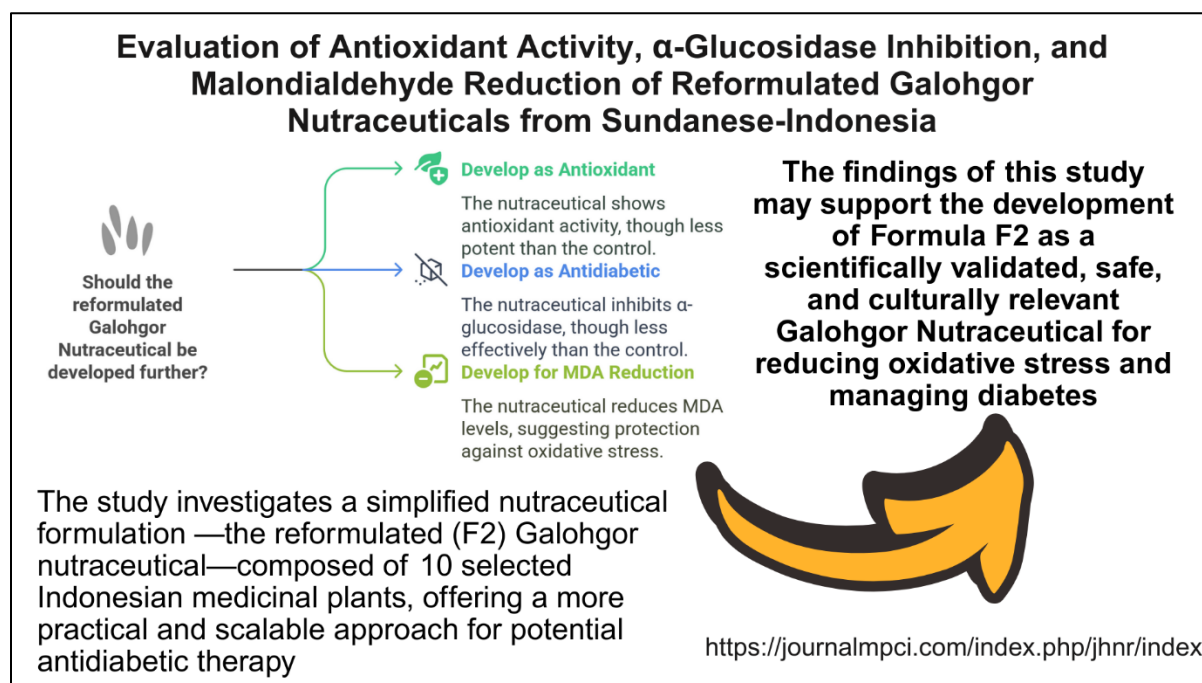 Evaluation of Antioxidant Activity, α-Glucosidase Inhibition, and
Malondialdehyde Reduction of Reformulated Galohgor
Nutraceuticals from Sundanese-Indonesia
Should the
reformulated
Galohgor
Nutraceutical be
developed further?
Develop as Antioxidant
The nutraceutical shows
antioxidant activity, though less
potent than the control.
Develop as Antidiabetic
The nutraceutical inhibits α-
glucosidase, though less
effectively than the control.
Develop for MDA Reduction
The nutraceutical reduces MDA
levels, suggesting protection
against oxidative stress.
The findings of this study
may support the development
of Formula F2 as a
scientifically validated, safe,
and culturally relevant
Galohgor Nutraceutical for
reducing oxidative stress and
managing diabetes
The study investigates a simplified nutraceutical
formulation —the reformulated (F2) Galohgor
nutraceutical—composed of 10 selected
Indonesian medicinal plants, offering a more
practical and scalable approach for potential
antidiabetic therapy
https://journalmpci.com/index.php/jhnr/index